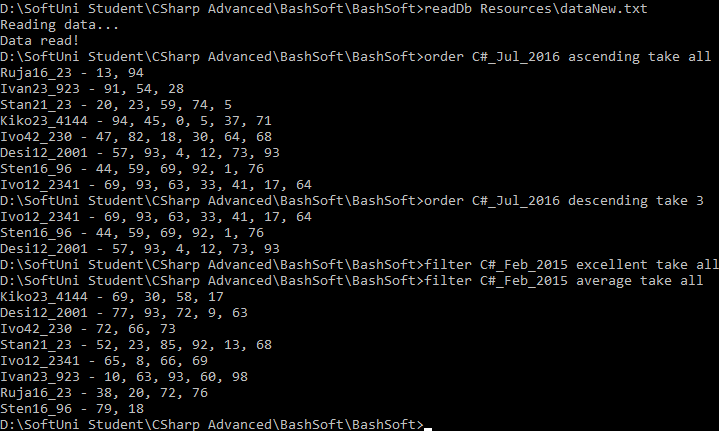 D:\SoftUni Student\CSharp Advanced\BashSoft\BashSoft>readDb Resources\dataNew.txt
Reading data...
Data read!
D:\SoftUni Student\CSharp Advanced\BashSoft\BashSoft>order C#_Jul_2016 ascending take all
Ruja16_23 - 13, 94
Ivan23_923 - 91, 54, 28
Stan21_23 - 20, 23, 59, 74, 5
Kiko23_4144 - 94, 45, 0, 5, 37, 71
Ivo42_230 - 47, 82, 18, 30, 64, 68
Desi12_2001 - 57, 93, 4, 12, 73, 93
Sten16_96 - 44, 59, 69, 92, 1, 76
Ivo12_2341 - 69, 93, 63, 33, 41, 17, 64
D:\SoftUni Student\CSharp Advanced\BashSoft\BashSoft>order C#_Jul_2016 descending take 3
Ivo12_2341 - 69, 93, 63, 33, 41, 17, 64
Sten16_96 - 44, 59, 69, 92, 1, 76
Desi12_2001 - 57, 93, 4, 12, 73, 93
D:\SoftUni Student\CSharp Advanced\BashSoft\BashSoft>filter C#_Feb_2015 excellent take all
D:\SoftUni Student\CSharp Advanced\BashSoft\BashSoft>filter C#_Feb_2015 average take all
Kiko23_4144 - 69, 30, 58, 17
Desi12_2001 - 77, 93, 72, 9, 63
Ivo42_230 - 72, 66, 73
Stan21_23 - 52, 23, 85, 92, 13, 68
Ivo12_2341 - 65, 8, 66, 69
Ivan23_923 - 10, 63, 93, 60, 98
Ruja16_23 - 38, 20, 72, 76
Sten16_96 - 79, 18
D:\SoftUni Student\CSharp Advanced\BashSoft\BashSoft>